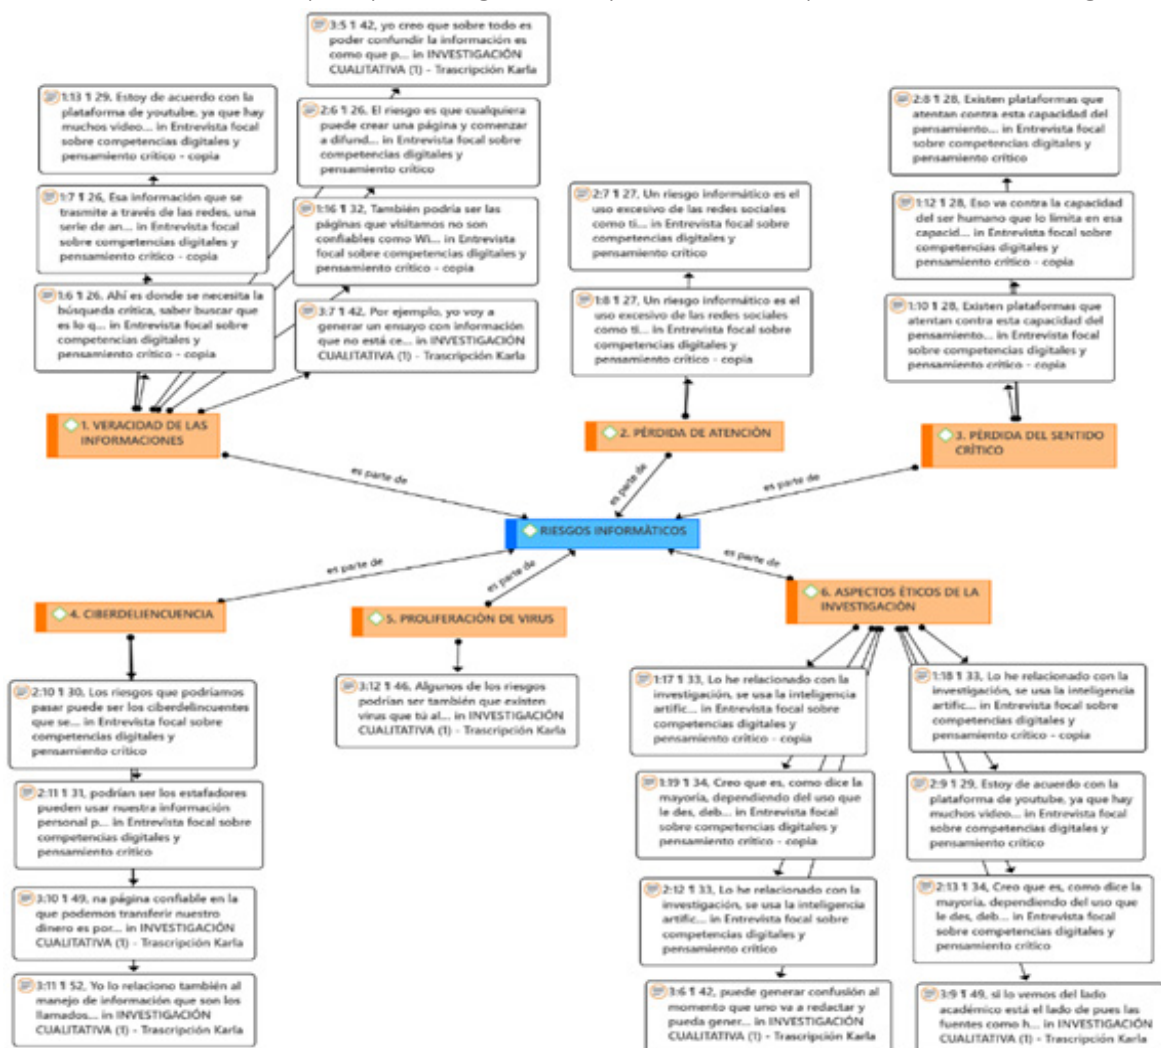 3:5 ¶ 42, yo creo que sobre todo es
poder confundir la información es
como que p... in INVESTIGACIÓN
CUALITATIVA (1) - Trascripción Karla
1:13 ¶ 29, Estoy de acuerdo con la
plataforma de youtube, ya que hay
muchos video... in Entrevista focal
sobre competencias digitales y
pensamiento crítico - copia
2:6 ¶ 26, El riesgo es que cualquiera
puede crear una página y comenzar
a difund... in Entrevista focal sobre
competencias digitales y
pensamiento crítico
2:8 ¶ 28, Existen plataformas que
atentan contra esta capacidad del
pensamiento... in Entrevista focal
sobre competencias digitales y
pensamiento crítico
1:7 ¶ 26, Esa información que se
trasmite a través de las redes, una
serie de an... in Entrevista focal
sobre competencias digitales y
pensamiento crítico - copia
1:16 ¶ 32, También podría ser las
páginas que visitamos no son
confiables como Wi... in Entrevista
focal sobre competencias digitales y
pensamiento crítico - copia
2:7 ¶ 27, Un riesgo informático es el
uso excesivo de las redes sociales
como ti... in Entrevista focal sobre
competencias digitales y
pensamiento crítico
1:12 ¶ 28, Eso va contra la capacidad
del ser humano que lo limita en esa
capacid... in Entrevista focal sobre
competencias digitales y
pensamiento crítico - copia
1:6 ¶ 26, Ahí es donde se necesita la
búsqueda crítica, saber buscar que
es lo q... in Entrevista focal sobre
competencias digitales y
pensamiento crítico - copia
3:7 ¶ 42, Por ejemplo, yo voy a
generar un ensayo con información
que no está ce... in INVESTIGACIÓN
CUALITATIVA (1) - Trascripción Karla
1:8 ¶ 27, Un riesgo informático es el
uso excesivo de las redes sociales
como ti... in Entrevista focal sobre
competencias digitales y
pensamiento crítico - copia
1:10 ¶ 28, Existen plataformas que
atentan contra esta capacidad del
pensamiento... in Entrevista focal
sobre competencias digitales y
pensamiento crítico - copia
1. VERACIDAD DE LAS
INFORMACIONES
2. PÉRDIDA DE ATENCIÓN
3. PÉRDIDA DEL SENTIDO
CRÍTICO
es parte de
es parte de
es parte de
RIESGOS INFORMÀTICOS
es parte de
es parte de
es parte de
4. CIBERDELIENCUENCIA
5. PROLIFERACIÓN DE VIRUS
6. ASPECTOS ÉTICOS DE LA
INVESTIGACIÓN
2:10 ¶ 30, Los riesgos que podríamos
pasar puede ser los ciberdelincuentes
que se... in Entrevista focal sobre
competencias digitales y
pensamiento crítico
3:12 ¶ 46, Algunos de los riesgos
podrían ser también que existen
virus que tú al... in INVESTIGACIÓN
CUALITATIVA (1) - Trascripción Karla
1:17 ¶ 33, Lo he relacionado con la
investigación, se usa la inteligencia
artific... in Entrevista focal sobre
competencias digitales y
pensamiento crítico - copia
1:18 ¶ 33, Lo he relacionado con la
investigación, se usa la inteligencia
artific... in Entrevista focal sobre
competencias digitales y
pensamiento crítico - copia
2:11 ¶ 31, podrían ser los estafadores
pueden usar nuestra información
personal p... in Entrevista focal sobre
competencias digitales y
pensamiento crítico
1:19 ¶ 34, Creo que es, como dice la
mayoría, dependiendo del uso que
le des, deb... in Entrevista focal
sobre competencias digitales y
pensamiento crítico - copia
2:9 ¶ 29, Estoy de acuerdo con la
plataforma de youtube, ya que hay
muchos video... in Entrevista focal
sobre competencias digitales y
pensamiento crítico
3:10 ¶ 49, na página confiable en la
que podemos transferir nuestro
dinero es por... in INVESTIGACIÓN
CUALITATIVA (1) - Trascripción Karla
2:12 ¶ 33, Lo he relacionado con la
investigación, se usa la inteligencia
artific... in Entrevista focal sobre
competencias digitales y
pensamiento crítico
2:13 ¶ 34, Creo que es, como dice la
mayoría, dependiendo del uso que
le des, deb... in Entrevista focal
sobre competencias digitales y
pensamiento crítico
3:11 ¶ 52, Yo lo relaciono también al
manejo de información que son los
llamados... in INVESTIGACIÓN
CUALITATIVA (1) - Trascripción Karla
3:6 ¶ 42, puede generar confusión al
momento que uno va a redactar y
pueda gener... in INVESTIGACIÓN
CUALITATIVA (1) - Trascripción Karla
3:9 ¶ 49, si lo vemos del lado
académico está el lado de pues las
fuentes como h... in INVESTIGACIÓN
CUALITATIVA (1) - Trascripción Karla